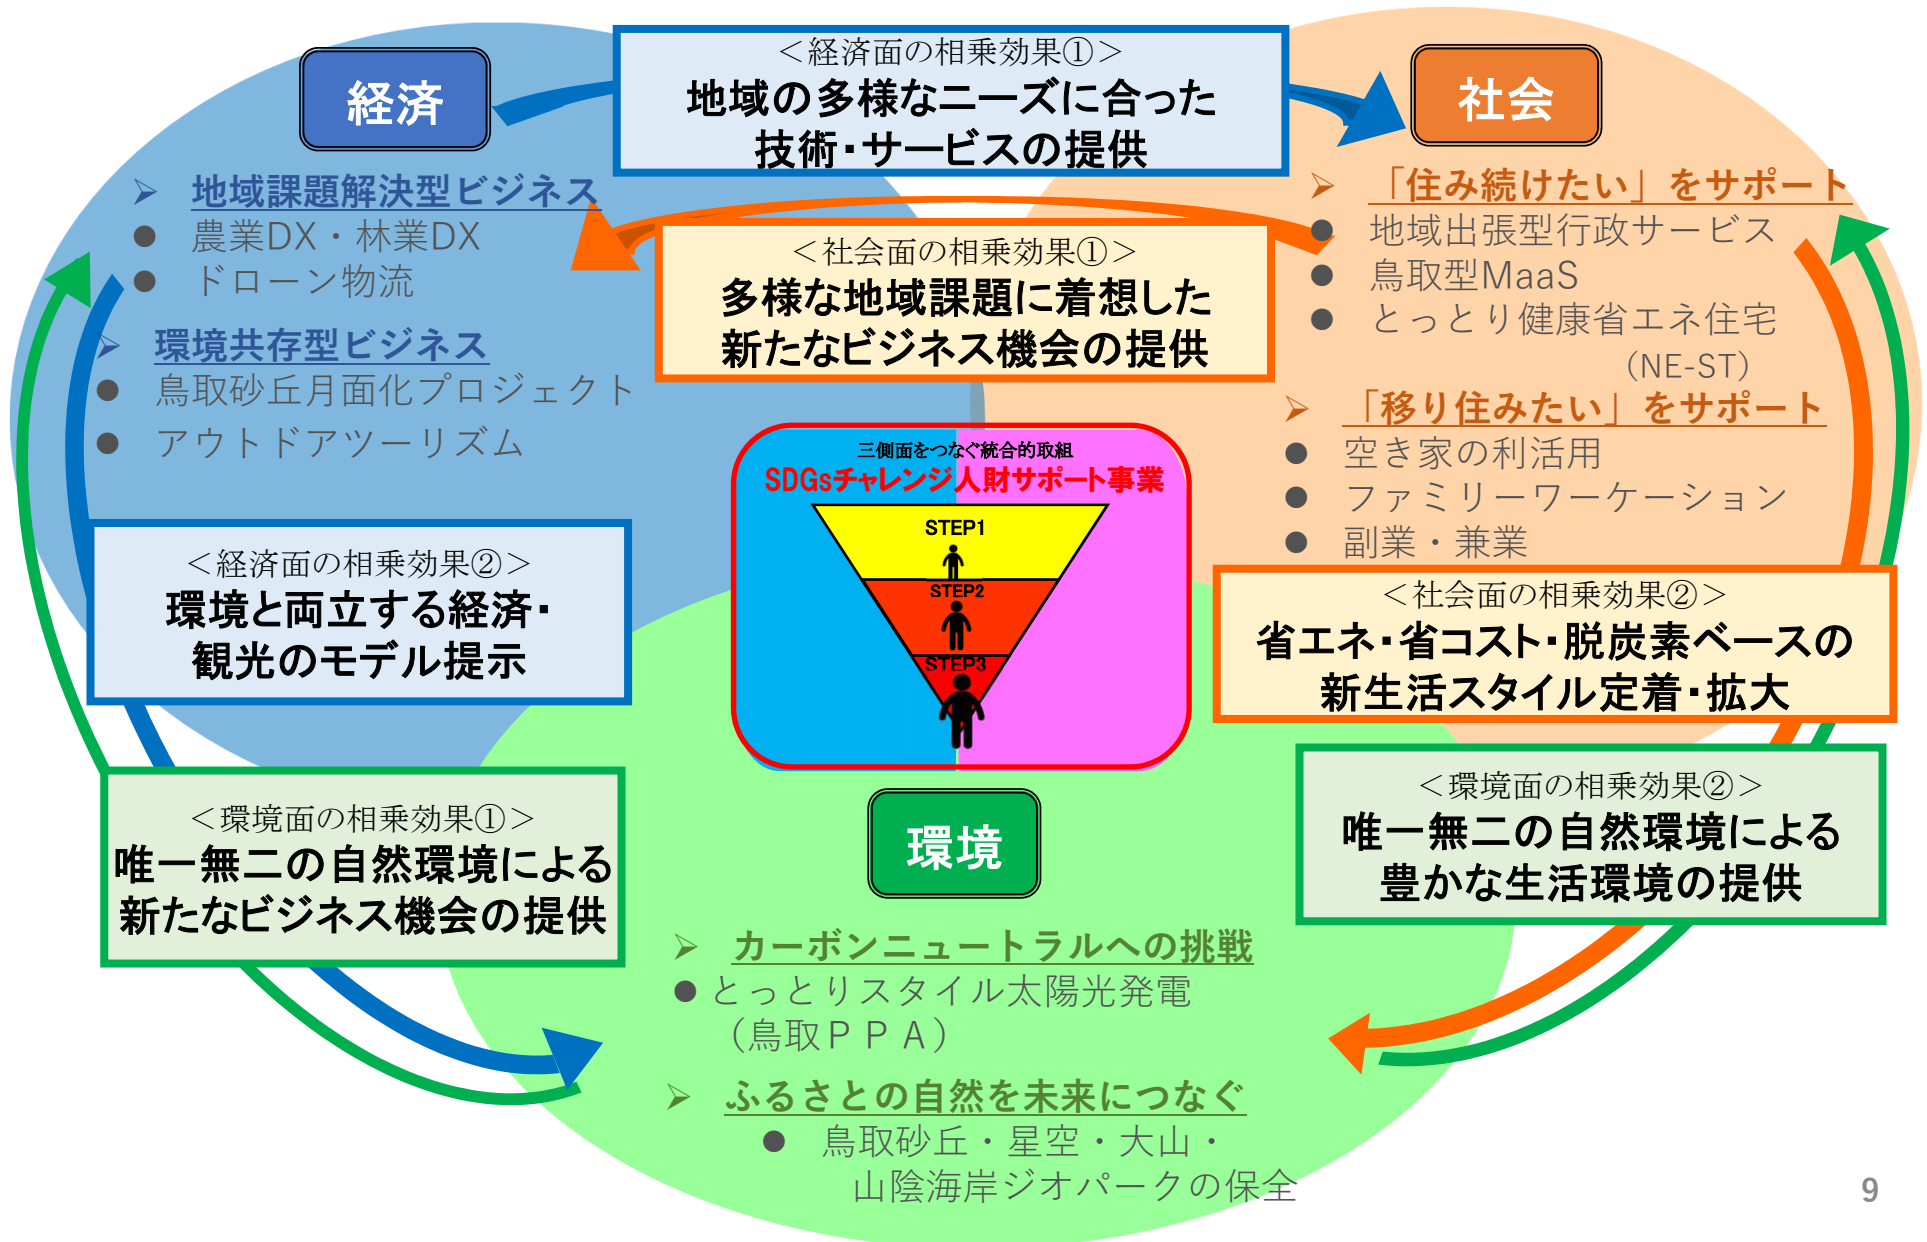 ＜経済面の相乗効果①＞
地域の多様なニーズに合った
技術・サービスの提供
経済
社会
➢ 地域課題解決型ビジネス
● 農業DX・林業DX
● ドローン物流
➢ 環境共存型ビジネス
● 鳥取砂丘月面化プロジェクト
● アウトドアツーリズム
＜社会面の相乗効果①＞
多様な地域課題に着想した
新たなビジネス機会の提供
➢ 「住み続けたい」をサポート
● 地域出張型行政サービス
● 鳥取型MaaS
● とっとり健康省エネ住宅
（NE-ST）
➢ 「移り住みたい」をサポート
● 空き家の利活用
● ファミリーワーケーション
● 副業・兼業
三側面をつなぐ統合的取組
SDGsチャレンジ人財サポート事業
STEP1
STEP2
STEP3
＜経済面の相乗効果②＞
環境と両立する経済・
観光のモデル提示
＜社会面の相乗効果②＞
省エネ・省コスト・脱炭素ベースの
新生活スタイル定着・拡大
＜環境面の相乗効果①＞
唯一無二の自然環境による
新たなビジネス機会の提供
環境
＜環境面の相乗効果②＞
唯一無二の自然環境による
豊かな生活環境の提供
➢ カーボンニュートラルへの挑戦
● とっとりスタイル太陽光発電
（鳥取ＰＰＡ）
➢ ふるさとの自然を未来につなぐ
● 鳥取砂丘・星空・大山・
山陰海岸ジオパークの保全
9